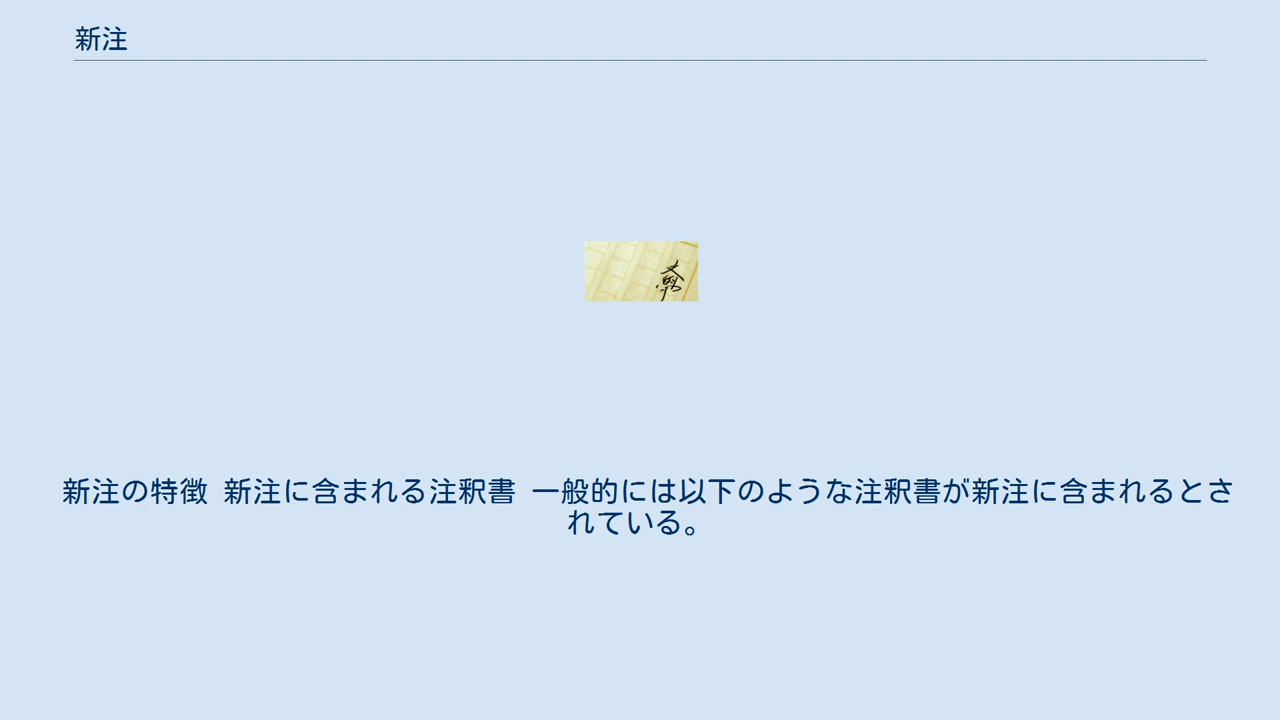 新注
新注の特徴 新注に含まれる注釈書 一般的には以下のような注釈書が新注に含まれるとさ
れている。